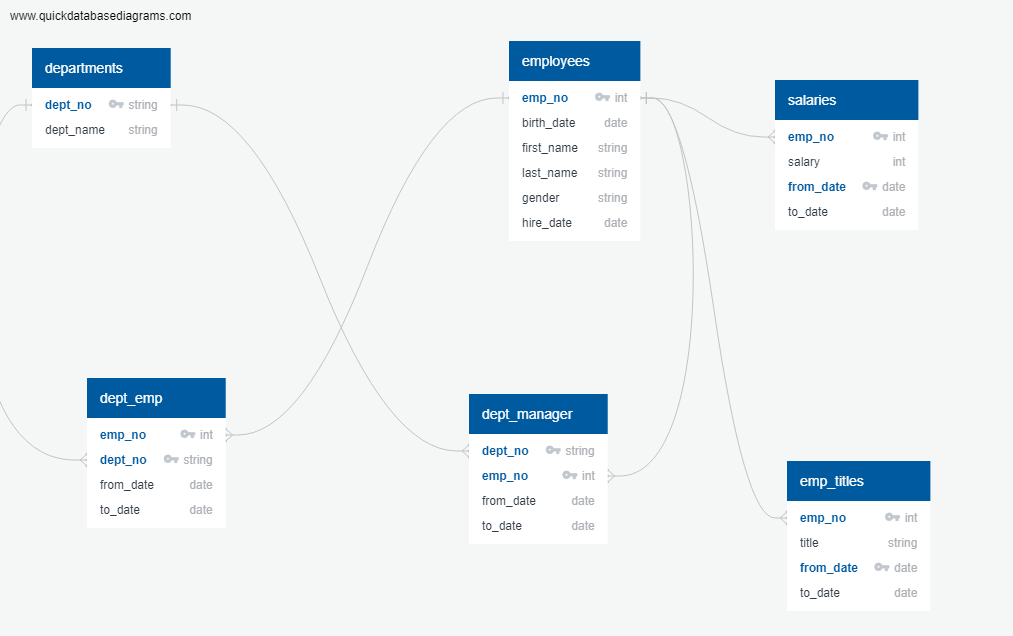 www.quickdatabasediagrams.com
departments
dept_no string
dept_name string
employees
emp_no int
birth_date date
first_name string
last_name string
gender string
hire_date date
salaries
emp_no int
salary int
from_date date
to_date date
dept_emp
emp_no int
dept_no string
from_date date
to_date date
dept_manager
dept_no string
emp_no int
from_date date
to_date date
emp_titles
emp_no int
title string
from_date date
to_date date